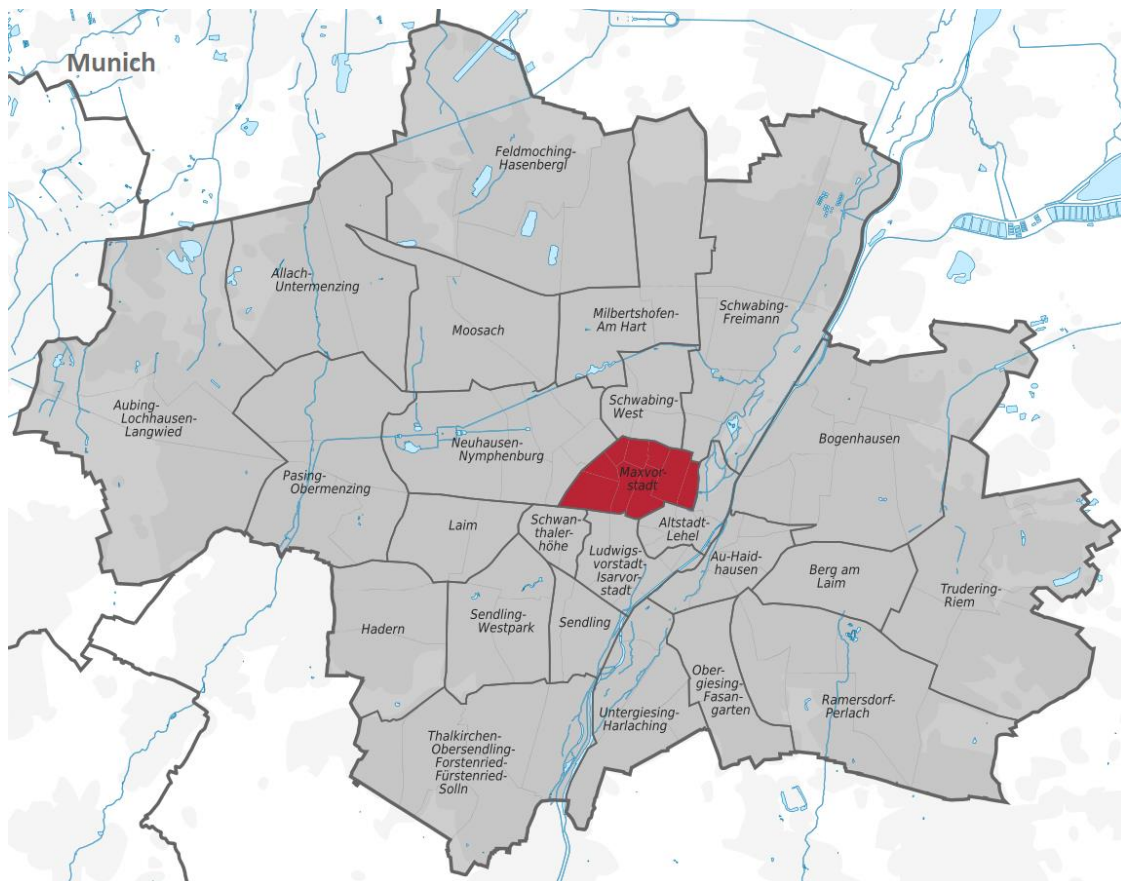 Munich
Feldmoching-
Hasenbergl
Allach-
Untermenzing
Moosach
Milbertshofen-
Am Hart
Schwabing-
Freimann
Aubing-
Lochhausen-
Langwied
Schwabing-
West
Neuhausen-
Nymphenburg
Bogenhausen
Pasing-
Obermenzing
Maxvor-
stadt
Laim
Schwan-
thaler-
höhe
Altstadt-
Lehel
Ludwigs-
vorstadt-
Isarvor-
stadt
Au-Haid-
hausen
Berg am
Laim
Trudering-
Riem
Hadern
Sendling-
Westpark
Sendling
Ober-
giesing-
Fasan-
garten
Untergiesing-
Harlaching
Ramersdorf-
Perlach
Thalkirchen-
Obersendling-
Forstenried-
Fürstenried-
Solln